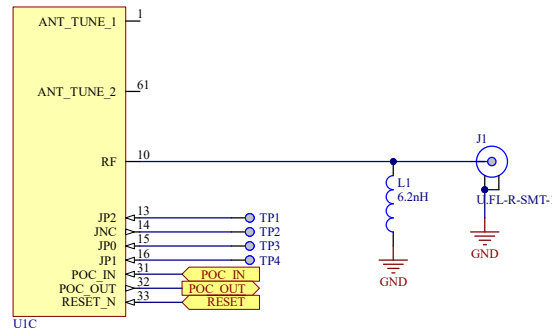 ANT_TUNE_1 1
ANT_TUNE_2 61
J1
RF 10
L1
6.2nH
U.FL-R-SMT-1
JP2 13 TP1
JNC 14 TP2
JP0 15 TP3
JP1 16 TP4
POC_IN 31 POC_IN
POC_OUT 32 POC_OUT
RESET_N 33 RESET
GND
GND
U1C